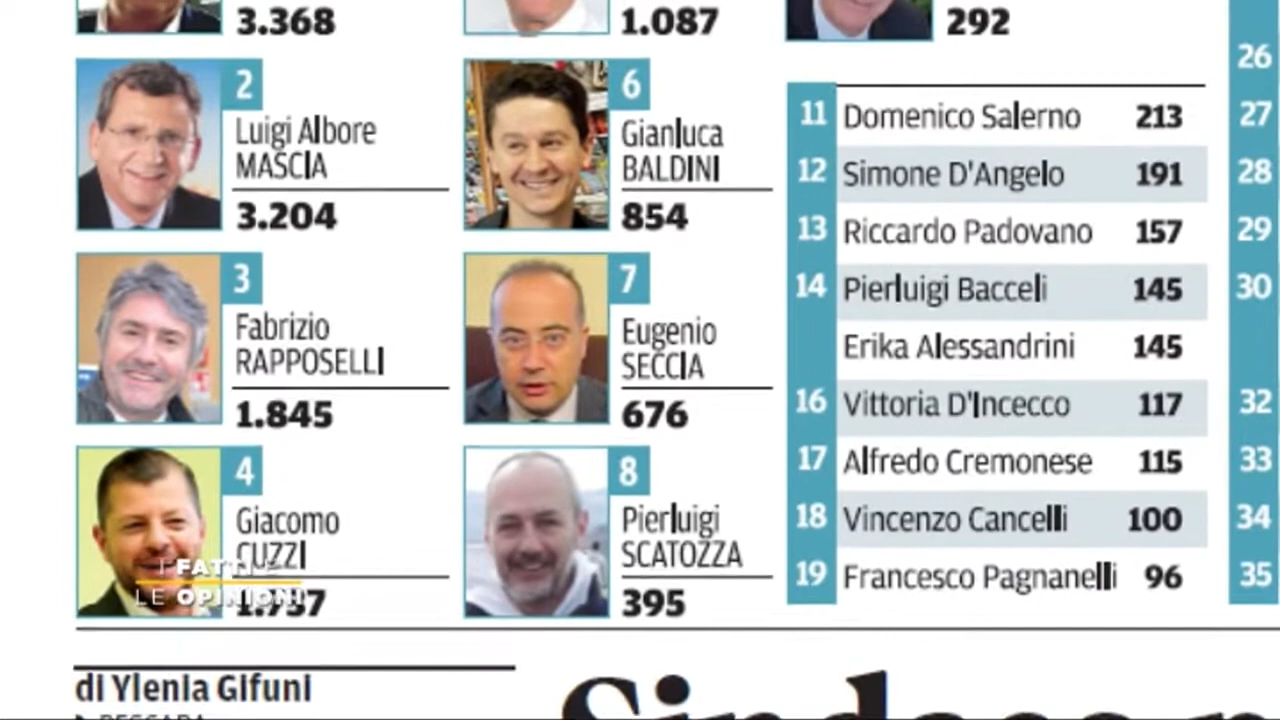 3.368
2
Luigi Albore
MASCIA
3.204
3
Fabrizio
RAPPOSELLI
1.845
4
Giacomo
CUZZI
1.737
I FATTI E
LE OPINIONI
1.087
6
Gianluca
BALDINI
854
7
Eugenio
SECCIA
676
8
Pierluigi
SCATOZZA
395
292
11 Domenico Salerno 213
12 Simone D'Angelo 191
13 Riccardo Padovano 157
14 Pierluigi Bacceli 145
Erika Alessandrini 145
16 Vittoria D'Incecco 117
17 Alfredo Cremonese 115
18 Vincenzo Cancelli 100
19 Francesco Pagnanelli 96
26
27
28
29
30
32
33
34
35
di Ylenia Gifuni
PESCARA